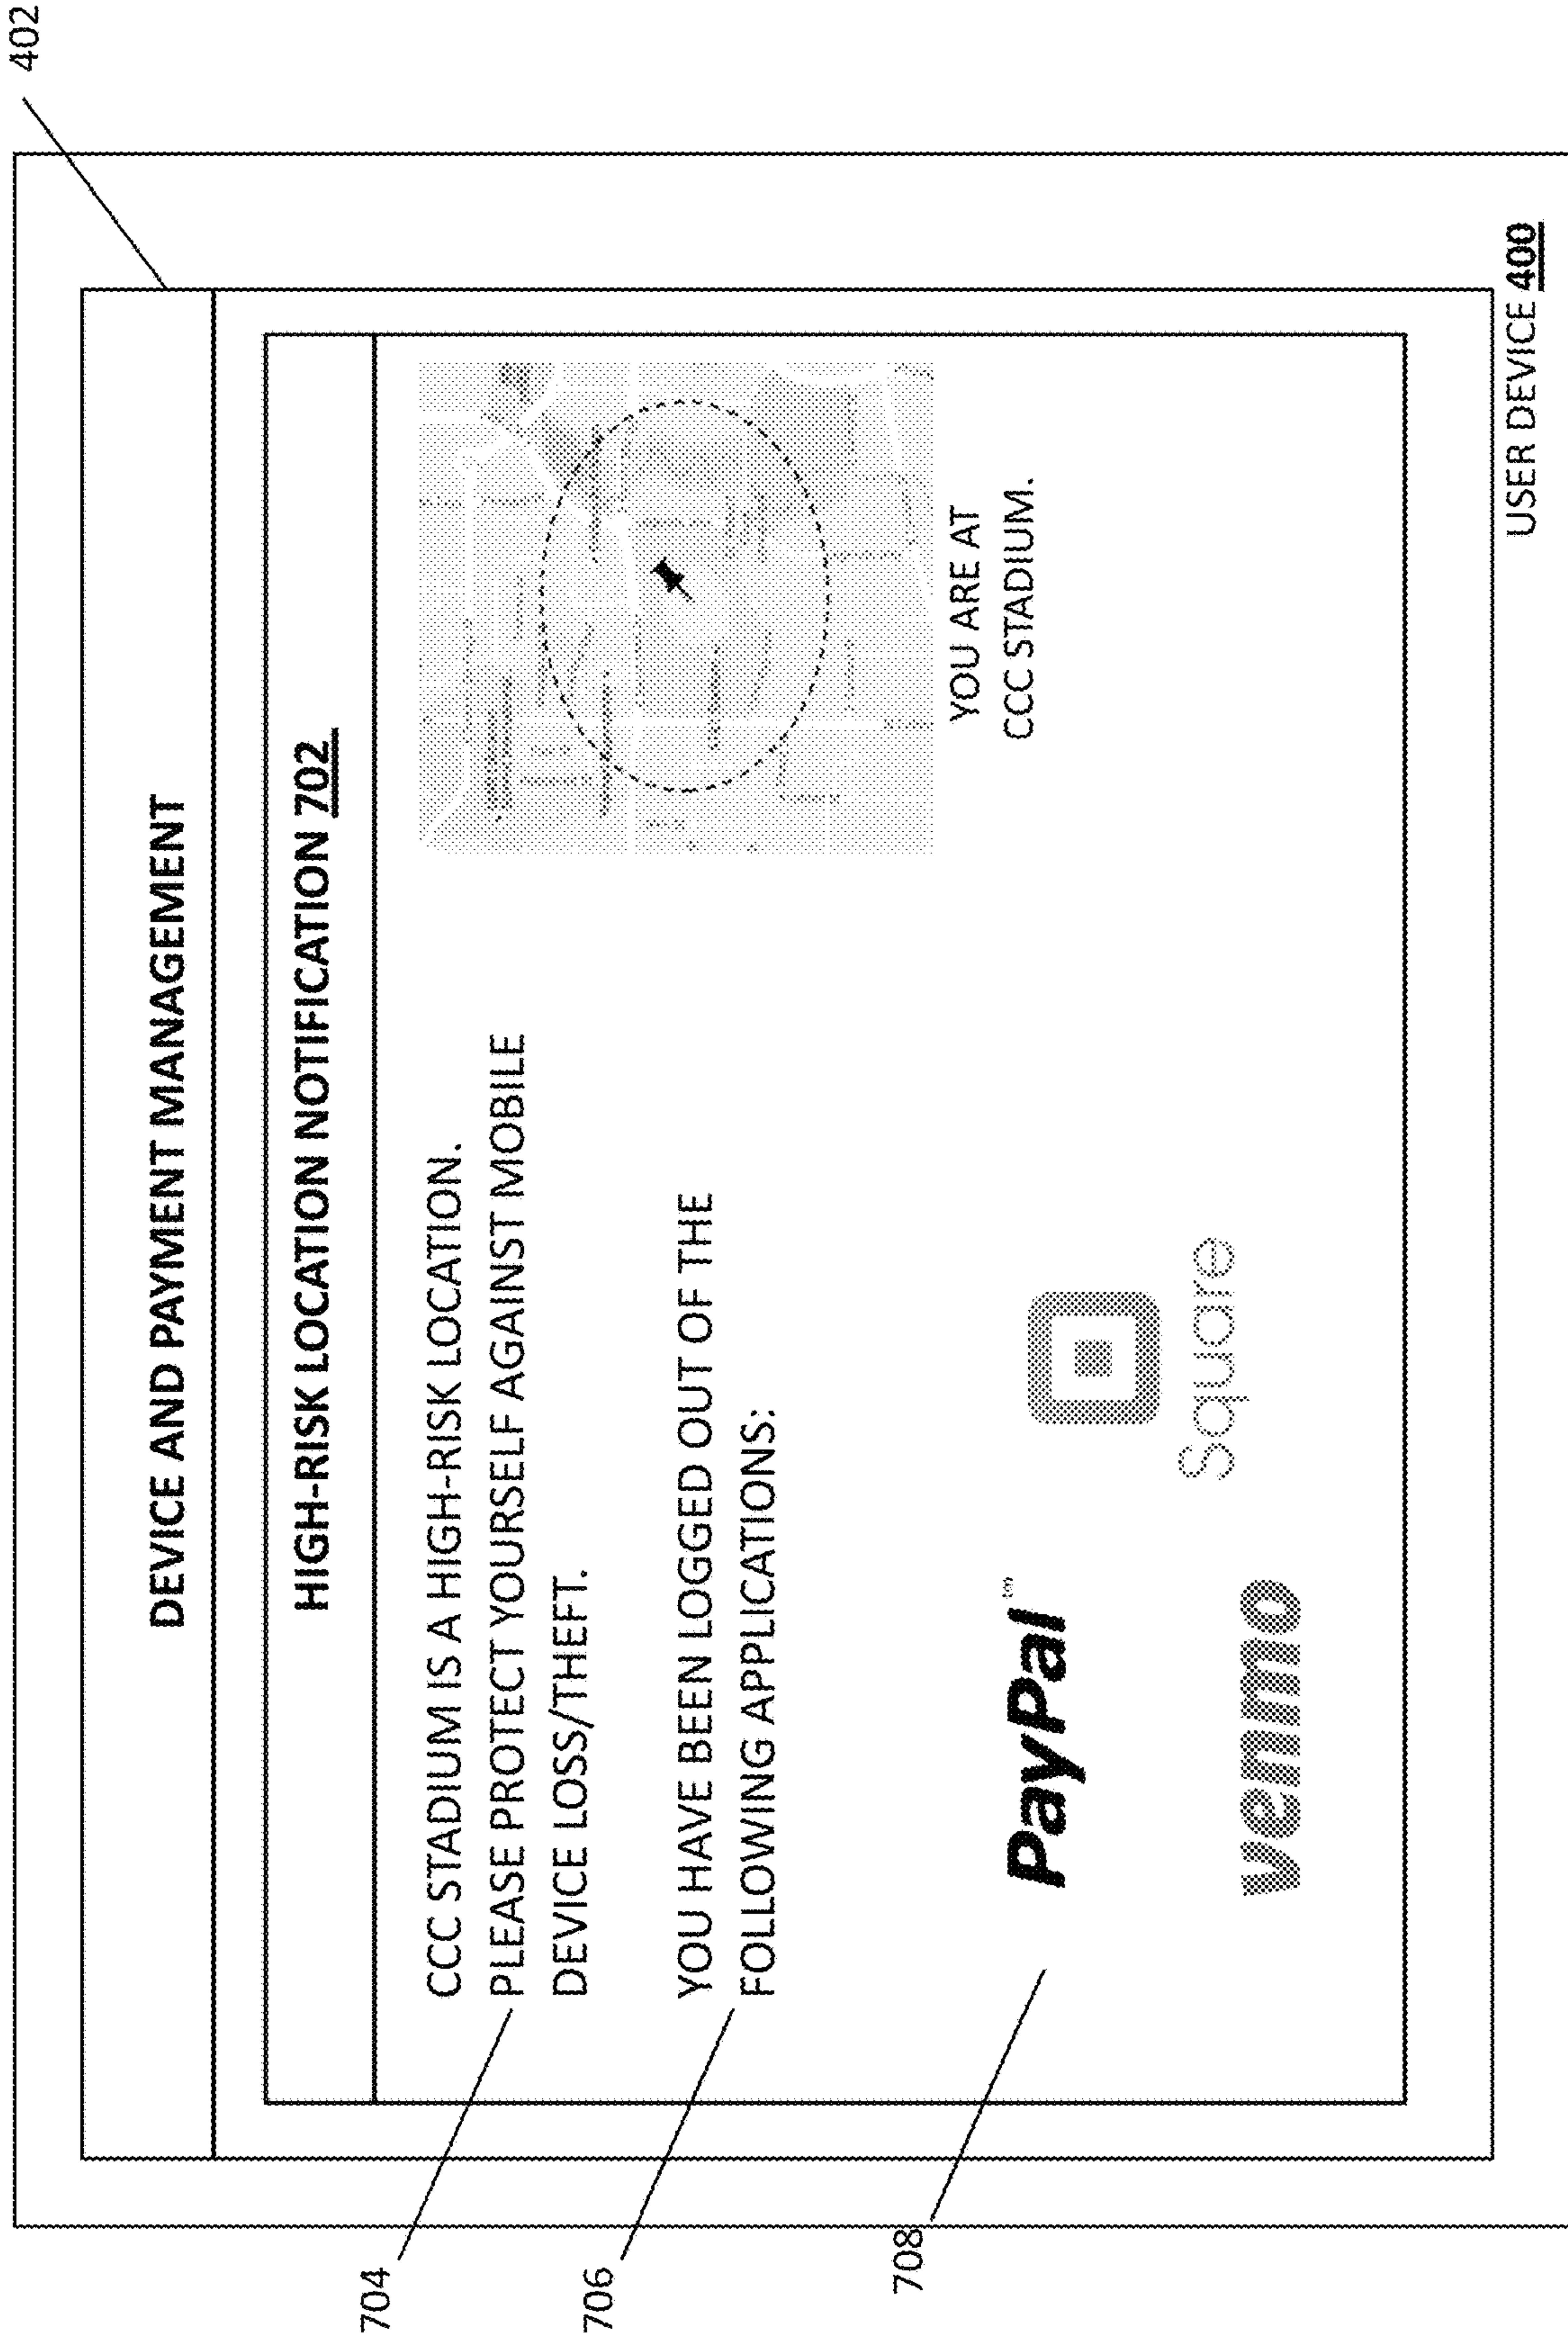 402
DEVICE AND PAYMENT MANAGEMENT
HIGH-RISK LOCATION NOTIFICATION 702
704
CCC STADIUM IS A HIGH-RISK LOCATION.
PLEASE PROTECT YOURSELF AGAINST MOBILE
DEVICE LOSS/THEFT.
706
YOU HAVE BEEN LOGGED OUT OF THE
FOLLOWING APPLICATIONS:
YOU ARE AT
CCC STADIUM.
708
PayPal
Square
venmo
USER DEVICE 400